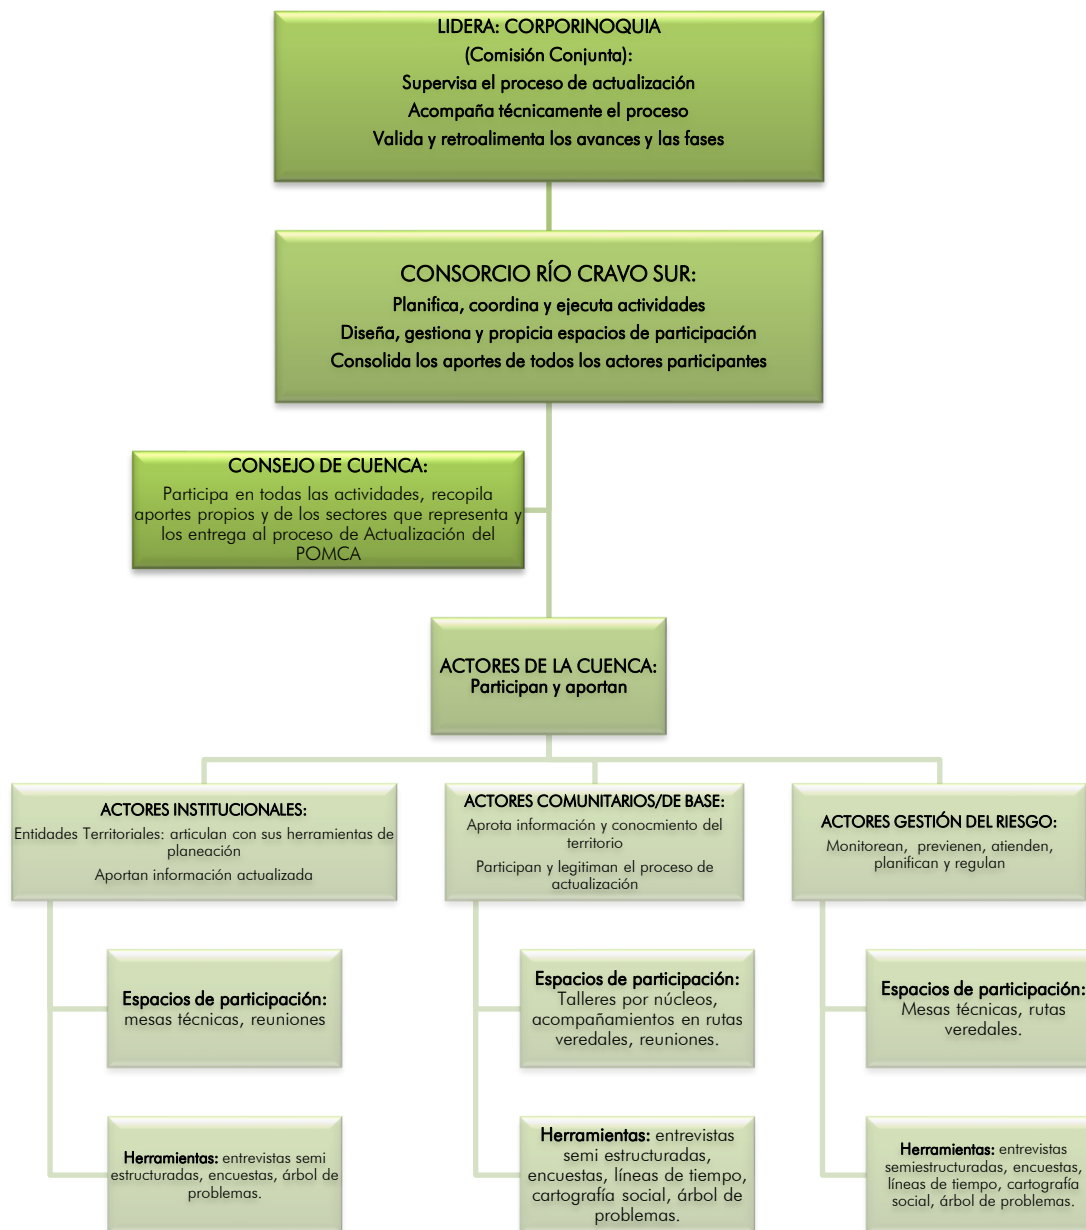 LIDERA: CORPORINOQUIA
(Comisión Conjunta):
Supervisa el proceso de actualización
Acompaña técnicamente el proceso
Valida y retroalimenta los avances y las fases
CONSORCIO RÍO CRAVO SUR:
Planifica, coordina y ejecuta actividades
Diseña, gestiona y propicia espacios de participación
Consolida los aportes de todos los actores participantes
CONSEJO DE CUENCA:
Participa en todas las actividades, recopila
aportes propios y de los sectores que representa y
los entrega al proceso de Actualización del
POMCA
ACTORES DE LA CUENCA:
Participan y aportan
ACTORES INSTITUCIONALES:
Entidades Territoriales: articulan con sus herramientas de
planeación
Aportan información actualizada
Espacios de participación:
mesas técnicas, reuniones
Herramientas: entrevistas semi
estructuradas, encuestas, árbol de
problemas.
ACTORES COMUNITARIOS/DE BASE:
Aprota información y conocmiento del
territorio
Participan y legitiman el proceso de
actualización
Espacios de participación:
Talleres por núcleos,
acompañamientos en rutas
veredales, reuniones.
Herramientas: entrevistas
semi estructuradas,
encuestas, líneas de tiempo,
cartografía social, árbol de
problemas.
ACTORES GESTIÓN DEL RIESGO:
Monitorean, previenen, atienden,
planifican y regulan
Espacios de participación:
Mesas técnicas, rutas
veredales.
Herramientas: entrevistas
semiestructuradas, encuestas,
líneas de tiempo, cartografía
social, árbol de problemas.